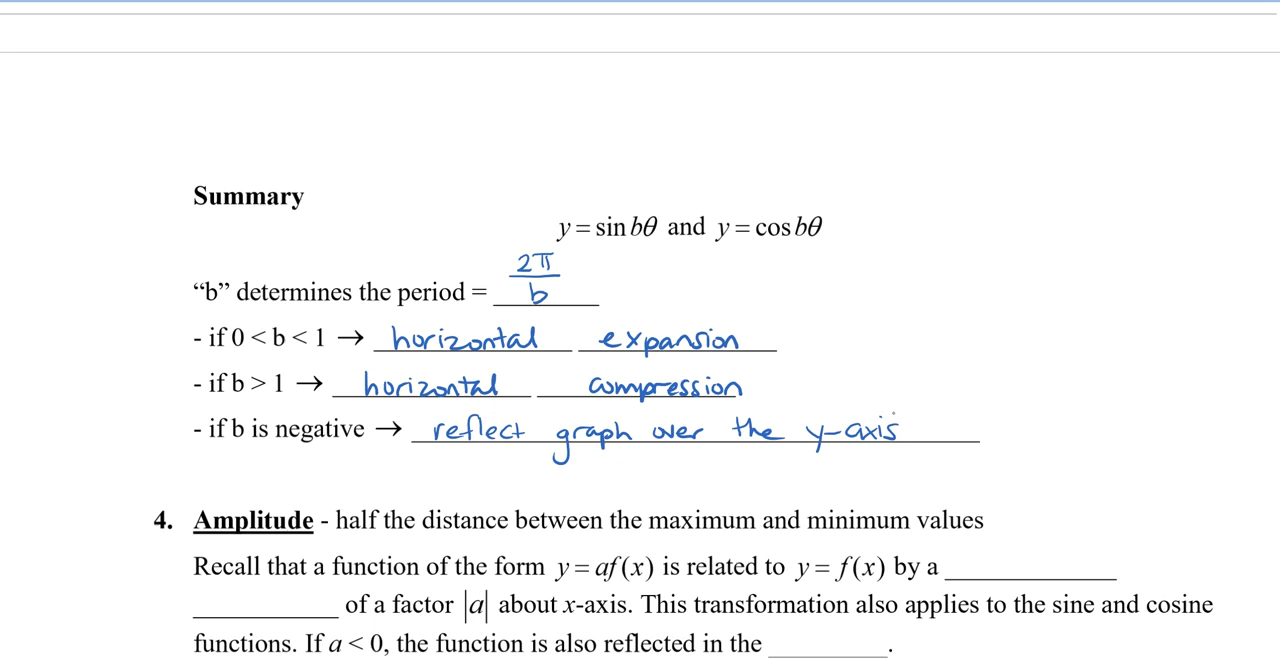 Summary
y = sin bθ and y = cos bθ
"b" determines the period = 2π/b
- if 0 < b < 1 → horizontal expansion
- if b > 1 → horizontal compression
- if b is negative → reflect graph over the y-axis
4. Amplitude - half the distance between the maximum and minimum values
Recall that a function of the form y = af(x) is related to y = f(x) by a ____________
____________ of a factor |a| about x-axis. This transformation also applies to the sine and cosine
functions. If a < 0, the function is also reflected in the _________.